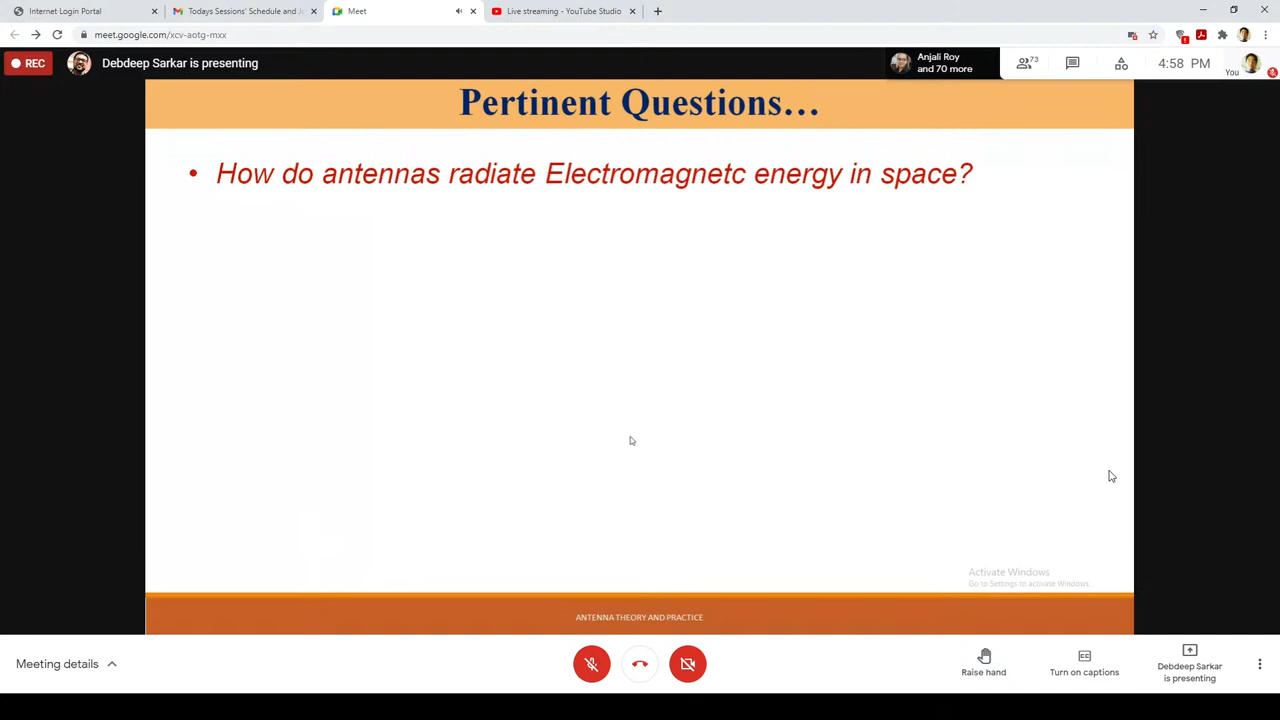 Internet Login Portal
Todays Sessions' Schedule and Jo
Meet
Live streaming - YouTube Studio
meet.google.com/xcv-aotg-mxx
REC
Debdeep Sarkar is presenting
Anjali Roy
and 70 more
73
4:58 PM
You
Pertinent Questions…
• How do antennas radiate Electromagnetc energy in space?
Activate Windows
Go to Settings to activate Windows.
ANTENNA THEORY AND PRACTICE
Meeting details
Raise hand
CC
Turn on captions
Debdeep Sarkar
is presenting